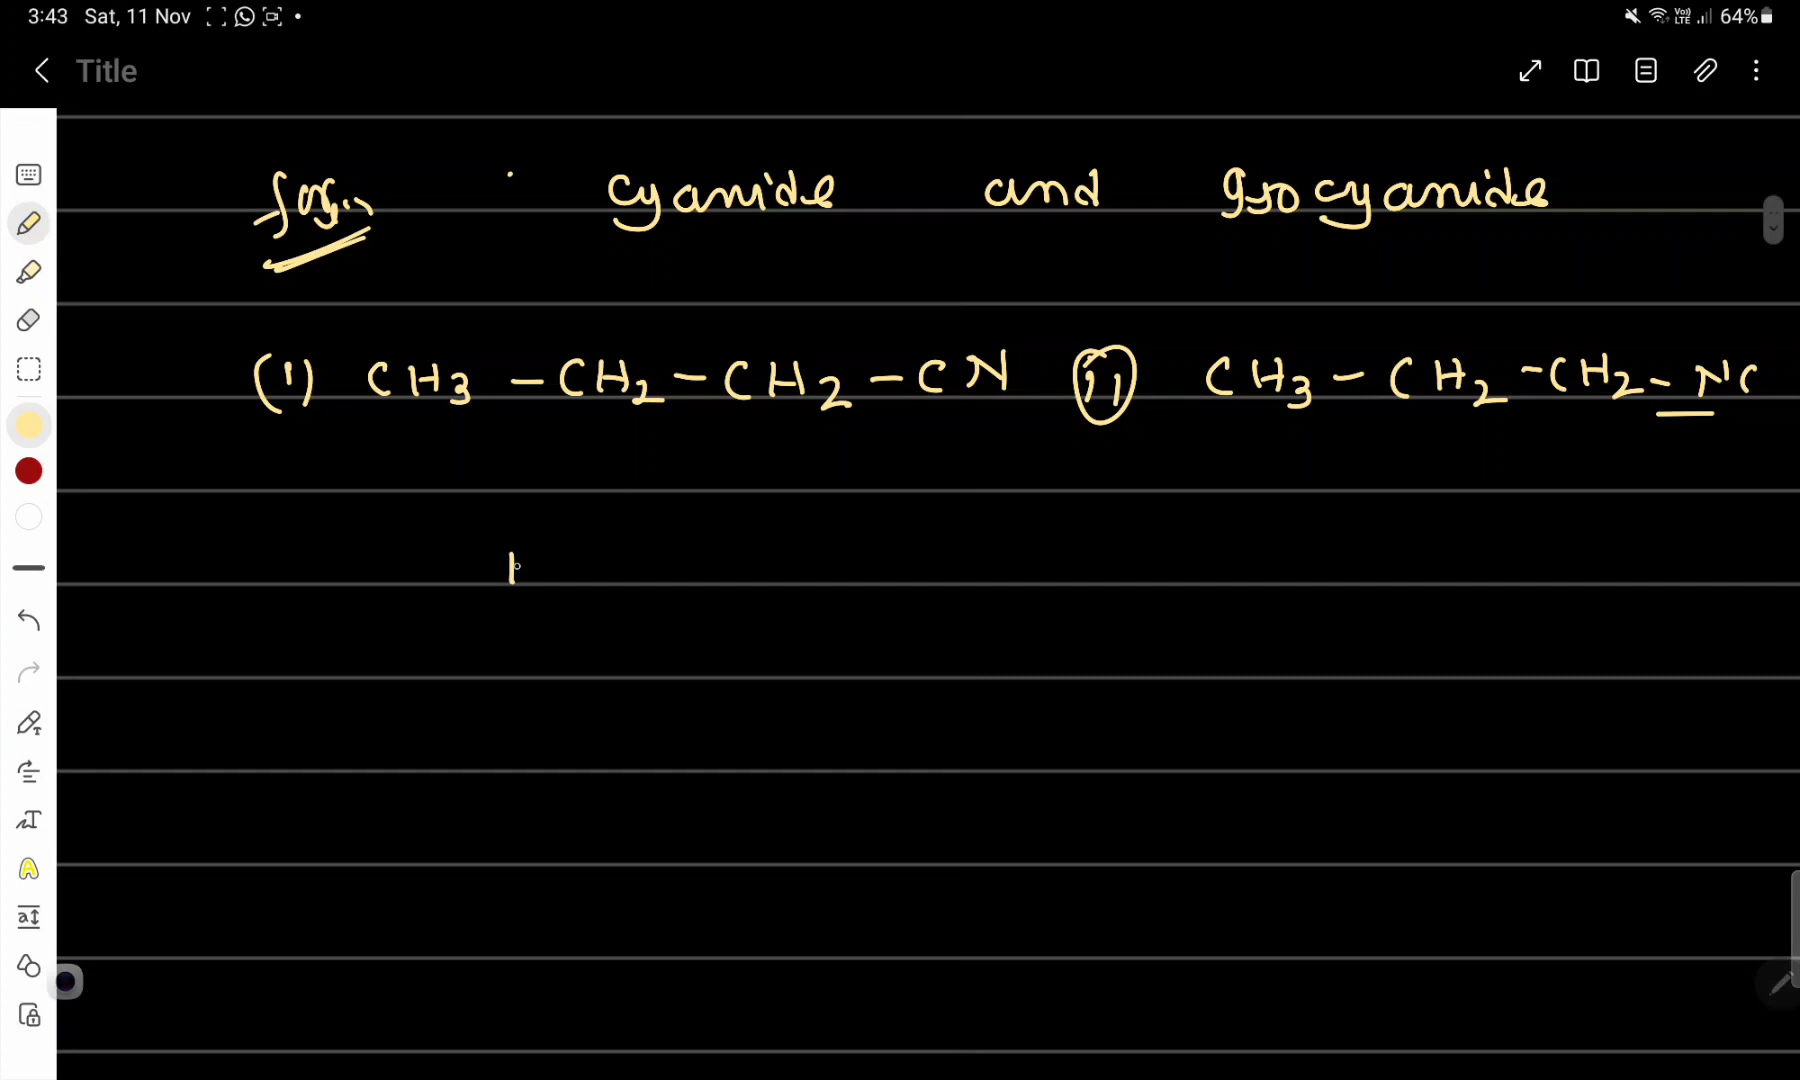 3:43 Sat, 11 Nov 64%
Title
cyanide and Isocyanide
(1) CH3 – CH2 – CH2 – CN (ii) CH3 – CH2 – CH2 – NC